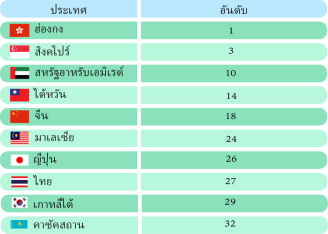 ประเทศ อันดับ
ฮ่องกง 1
สิงคโปร์ 3
สหรัฐอาหรับเอมิเรต์ 10
ไต้หวัน 14
จีน 18
มาเลเซีย 24
ญี่ปุ่น 26
ไทย 27
เกาหลีใต้ 29
คาซัคสถาน 32